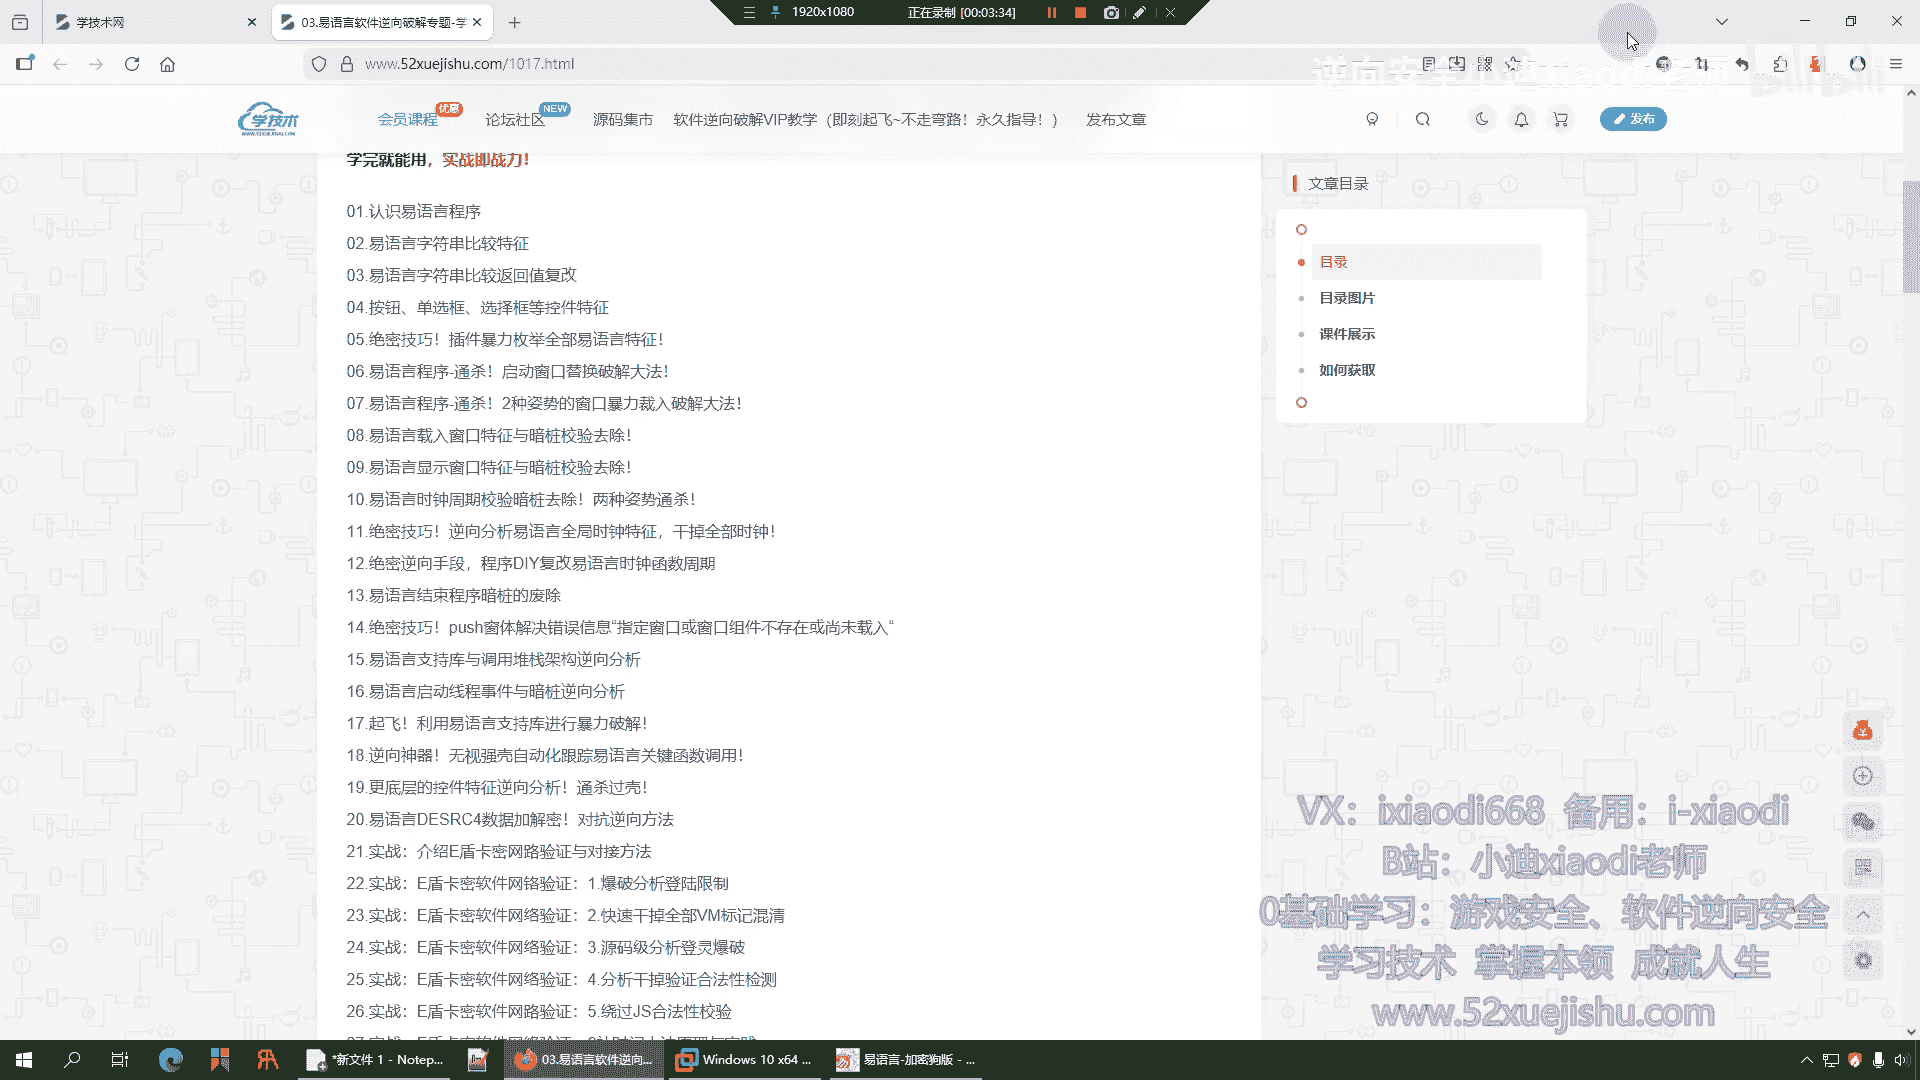 1920x1080 正在录制 [00:03:34]
学技术网
03.易语言软件逆向破解专题-学
www.52xuejishu.com/1017.html
学技术
WWW.52XUEJISHU.COM
会员课程 优惠
论坛社区 NEW
源码集市
软件逆向破解VIP教学（即刻起飞~不走弯路！永久指导！）
发布文章
发布
学完就能用，实战即战力！
01.认识易语言程序
02.易语言字符串比较特征
03.易语言字符串比较返回值复改
04.按钮、单选框、选择框等控件特征
05.绝密技巧！插件暴力枚举全部易语言特征！
06.易语言程序-通杀！启动窗口替换破解大法！
07.易语言程序-通杀！2种姿势的窗口暴力裁入破解大法！
08.易语言载入窗口特征与暗桩校验去除！
09.易语言显示窗口特征与暗桩校验去除！
10.易语言时钟周期校验暗桩去除！两种姿势通杀！
11.绝密技巧！逆向分析易语言全局时钟特征，干掉全部时钟！
12.绝密逆向手段，程序DIY复改易语言时钟函数周期
13.易语言结束程序暗桩的废除
14.绝密技巧！push窗体解决错误信息“指定窗口或窗口组件不存在或尚未载入“
15.易语言支持库与调用堆栈架构逆向分析
16.易语言启动线程事件与暗桩逆向分析
17.起飞！利用易语言支持库进行暴力破解！
18.逆向神器！无视强壳自动化跟踪易语言关键函数调用！
19.更底层的控件特征逆向分析！通杀过壳！
20.易语言DESRC4数据加解密！对抗逆向方法
21.实战：介绍E盾卡密网路验证与对接方法
22.实战：E盾卡密软件网铬验证：1.爆破分析登陆限制
23.实战：E盾卡密软件网络验证：2.快速干掉全部VM标记混清
24.实战：E盾卡密软件网络验证：3.源码级分析登灵爆破
25.实战：E盾卡密软件网络验证：4.分析干掉验证合法性检测
26.实战：E盾卡密软件网路验证：5.绕过JS合法性校验
文章目录
目录
目录图片
课件展示
如何获取
逆向安全小迪xiaodi老师
bilibili
VX：ixiaodi668 备用：i-xiaodi
B站：小迪xiaodi老师
0基础学习：游戏安全、软件逆向安全
学习技术 掌握本领 成就人生
www.52xuejishu.com
*新文件 1 - Notep...
03.易语言软件逆向...
Windows 10 x64 ...
易语言-加密狗版 - ...